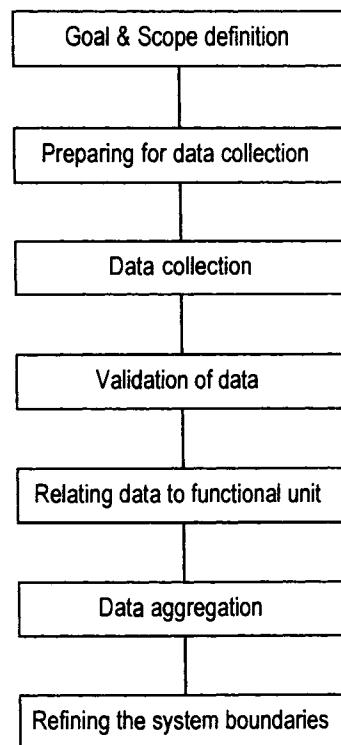 Goal & Scope definition
Preparing for data collection
Data collection
Validation of data
Relating data to functional unit
Data aggregation
Refining the system boundaries